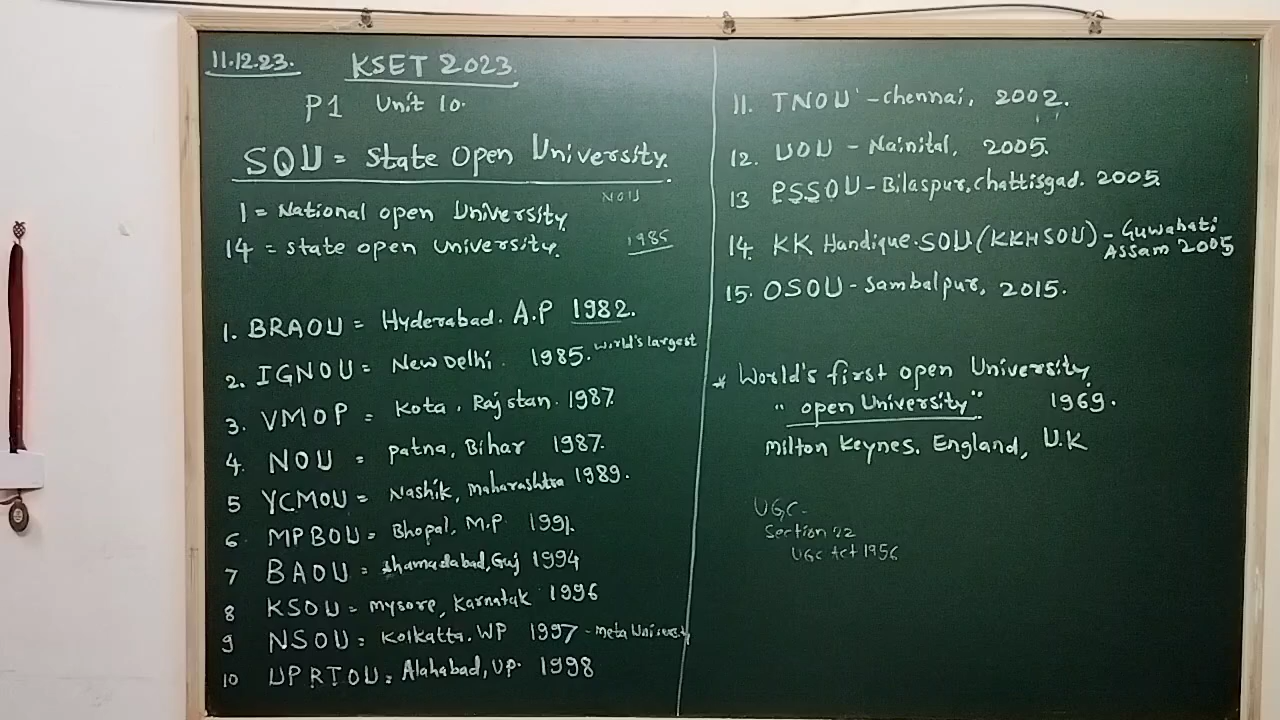 11.12.23.
KSET 2023.
P1 Unit 10.
SOU = State Open University.
1 = National open University NOU
14 = state open university. 1985
1. BRAOU = Hyderabad. A.P 1982.
2. IGNOU = New Delhi. 1985. World's largest
3. VMOP = Kota, Rajstan. 1987.
4. NOU = Patna, Bihar 1987.
5 YCMOU = Nashik, Maharashtra 1989.
6 MPBOU = Bhopal, M.P. 1991.
7 BAOU = Ahamadabad, Guj 1994
8 KSOU = Mysore, Karnatak 1996
9 NSOU = Kolkatta. WP 1997 - Meta University
10 UPRTOU = Alahabad, UP. 1998
11. TNOU - Chennai, 2002.
12. UOU - Nainital, 2005.
13 PSSOU - Bilaspur, Chattisgad. 2005.
14. KK Handique. SOU (KKHSOU) - Guwahati
Assam 2005
15. OSOU - Sambalpur, 2015.
* World's first open University,
"open University" 1969.
Milton Keynes. England, U.K
UGC.
Section 22
UGC Act 1956